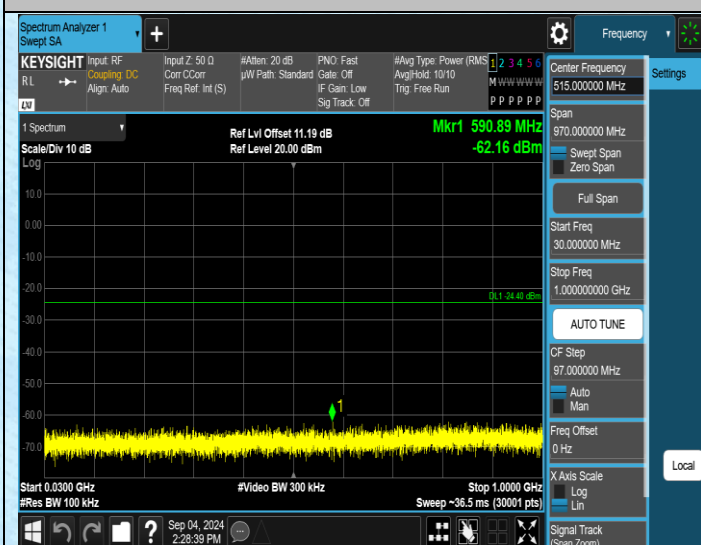 Spectrum Analyzer 1
Swept SA
+
Frequency
KEYSIGHT
RL
LXI
Input: RF
Coupling: DC
Align: Auto
Input Z: 50 Ω
Corr CCorr
Freq Ref: Int (S)
#Atten: 20 dB
µW Path: Standard
PNO: Fast
Gate: Off
IF Gain: Low
Sig Track: Off
#Avg Type: Power (RMS
Avg|Hold: 10/10
Trig: Free Run
1 2 3 4 5 6
M W W W W W
P P P P P P
Center Frequency
515.000000 MHz
Settings
Span
970.000000 MHz
Swept Span
Zero Span
Full Span
Start Freq
30.000000 MHz
Stop Freq
1.000000000 GHz
AUTO TUNE
CF Step
97.000000 MHz
Auto
Man
Freq Offset
0 Hz
X Axis Scale
Log
Lin
Signal Track
(Span Zoom)
Local
1 Spectrum
Scale/Div 10 dB
Log
Ref Lvl Offset 11.19 dB
Ref Level 20.00 dBm
Mkr1 590.89 MHz
-62.16 dBm
10.0
0.00
-10.0
-20.0
DL1 -24.40 dBm
-30.0
-40.0
-50.0
1
-60.0
-70.0
Start 0.0300 GHz
#Res BW 100 kHz
#Video BW 300 kHz
Stop 1.0000 GHz
Sweep ~36.5 ms (30001 pts)
?
Sep 04, 2024
2:28:39 PM